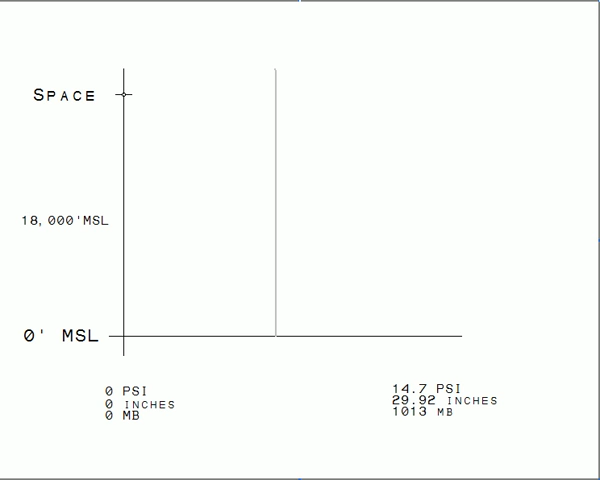 SPACE
18,000'MSL
0' MSL
0 PSI
0 INCHES
0 MB
14.7 PSI
29.92 INCHES
1013 MB